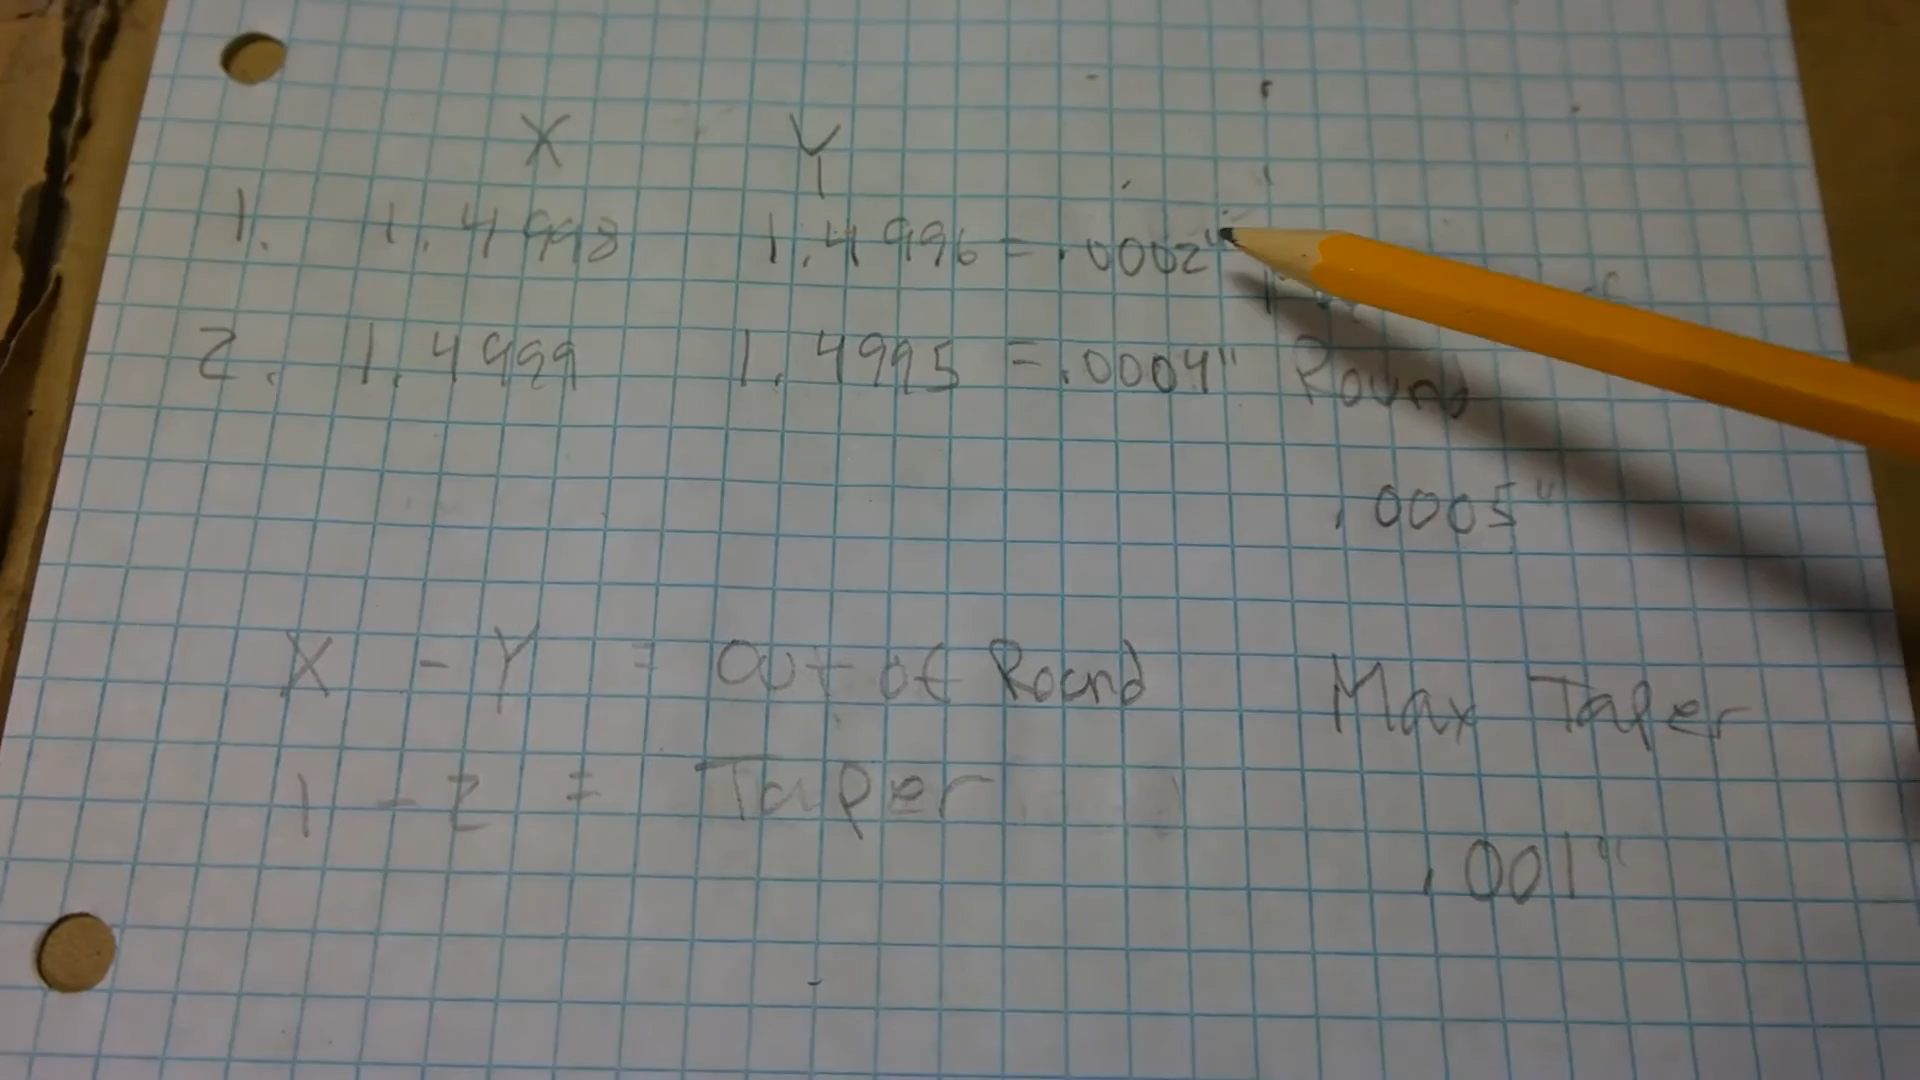 X Y
1. 1.4998 1.4996 = .0002"
2. 1.4999 1.4995 = .0004" Round
.0005"
X - Y = Out of Round
Max Taper
1 - 2 = Taper
.001"